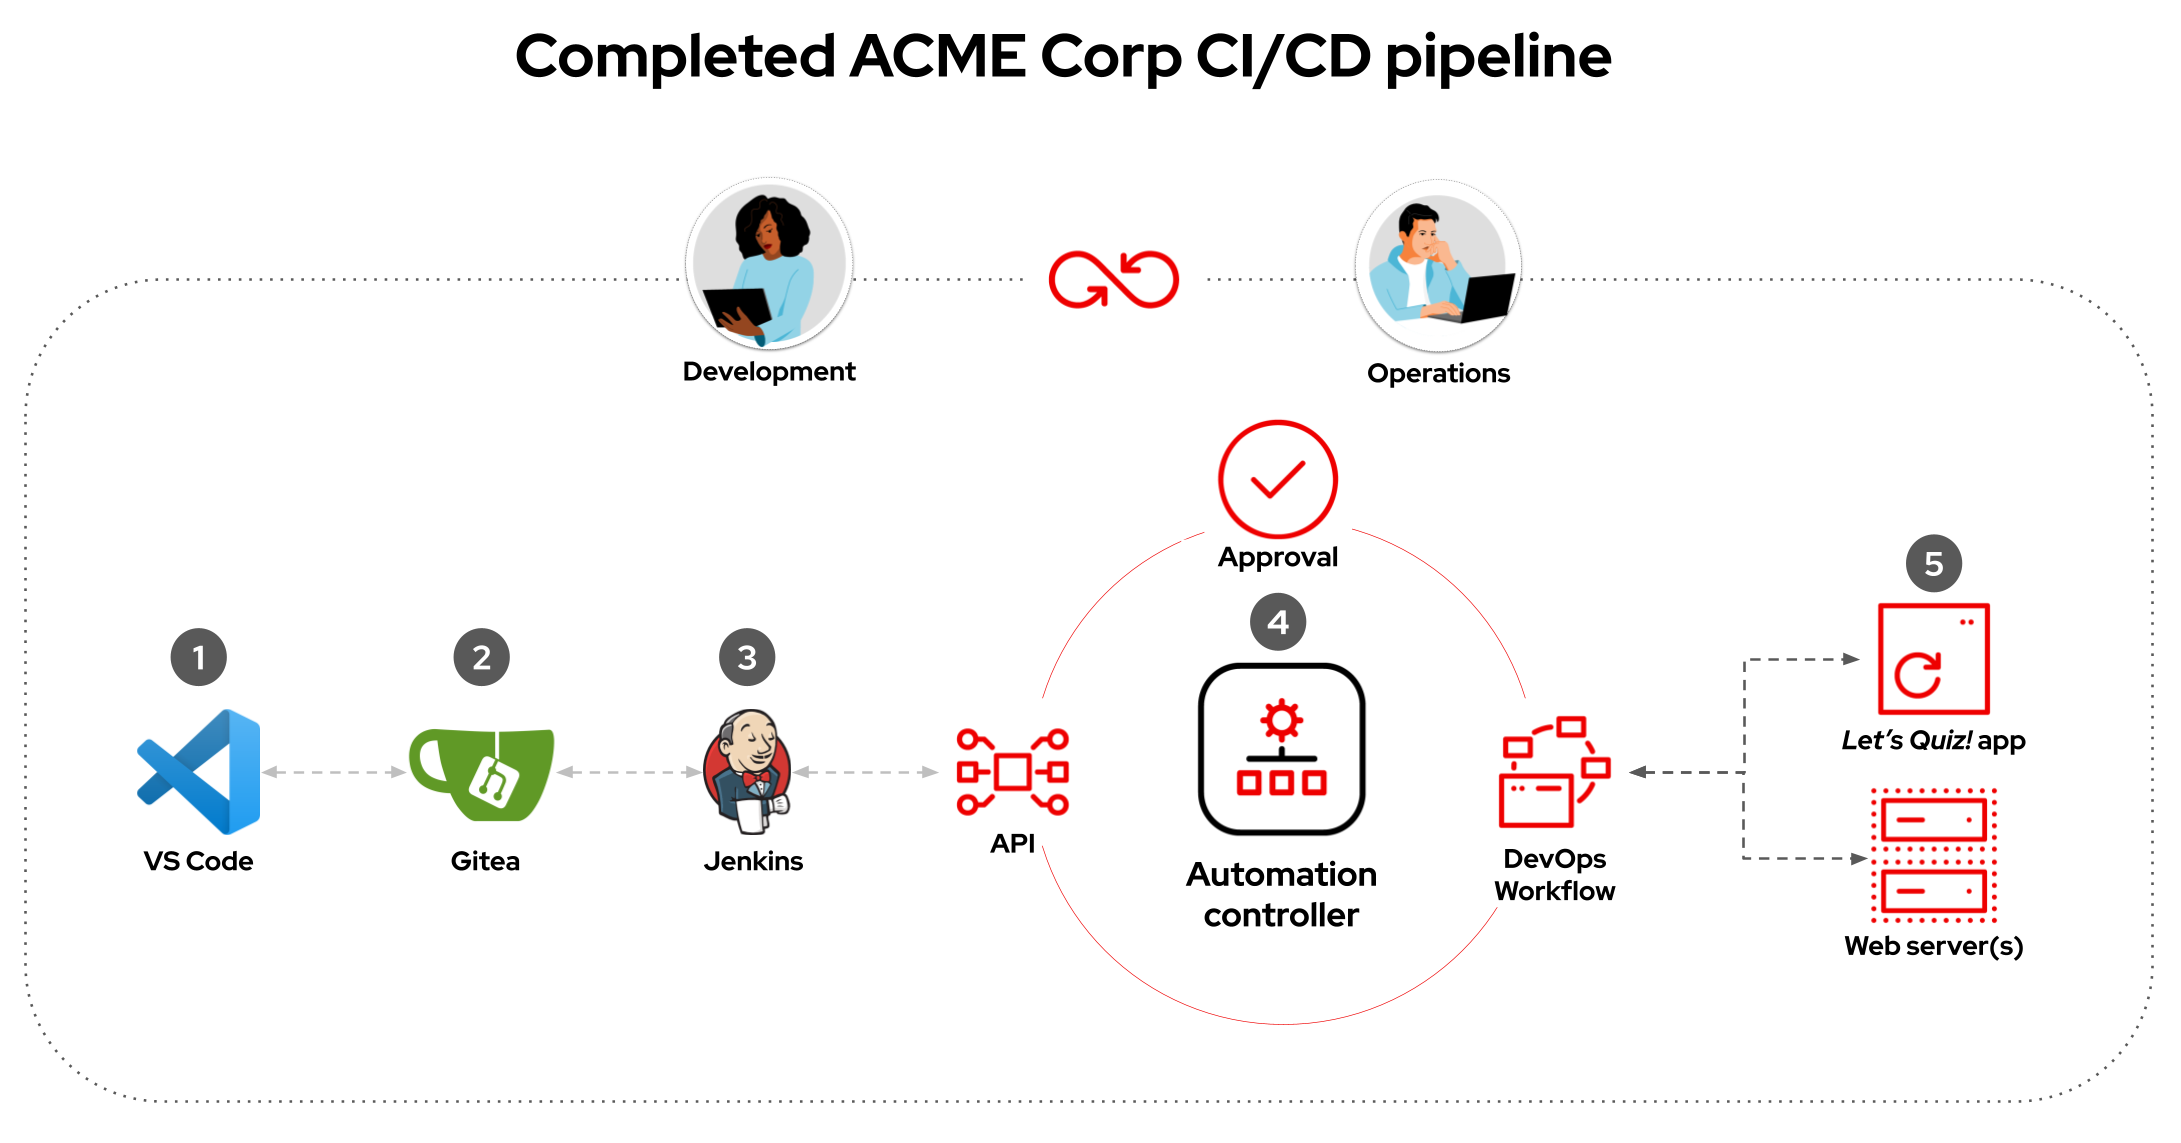 Completed ACME Corp CI/CD pipeline
Development
Operations
Approval
1
2
3
4
5
VS Code
Gitea
Jenkins
API
Automation
controller
DevOps
Workflow
Let's Quiz! app
Web server(s)